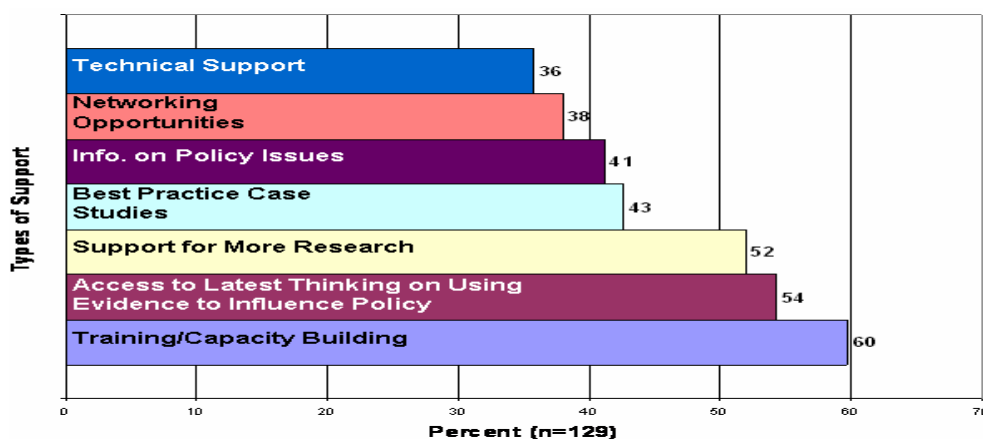 Types of Support
Technical Support
36
Networking
Opportunities
38
Info. on Policy Issues
41
Best Practice Case
Studies
43
Support for More Research
52
Access to Latest Thinking on Using
Evidence to Influence Policy
54
Training/Capacity Building
60
0 10 20 30 40 50 60 70
Percent (n=129)